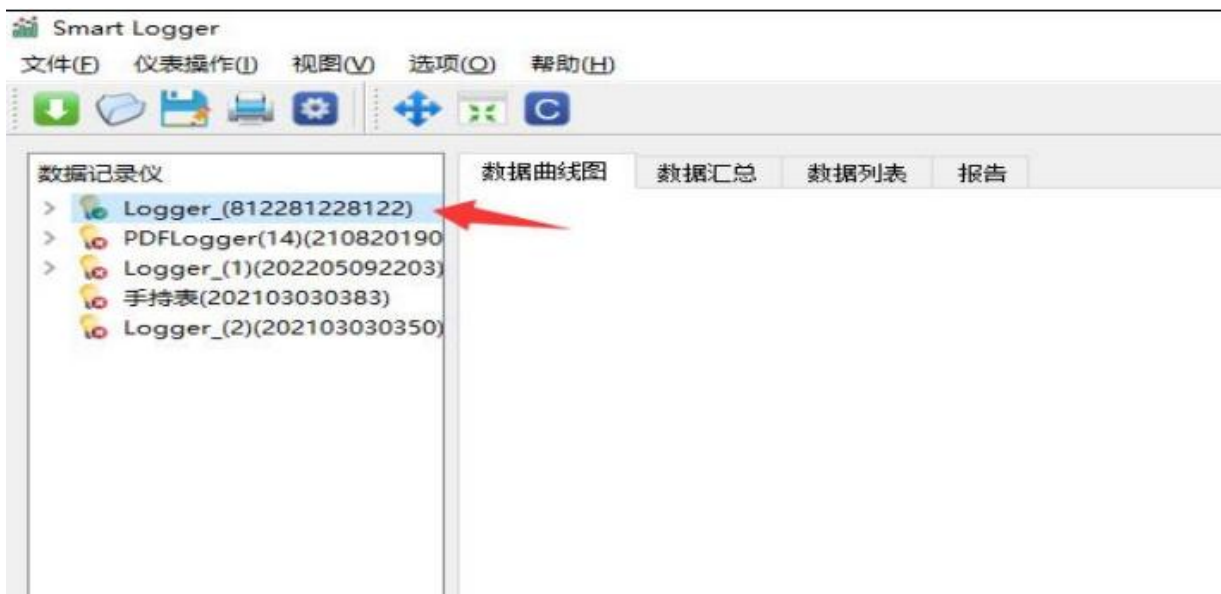 Smart Logger
文件(F) 仪表操作(I) 视图(V) 选项(O) 帮助(H)
C
数据记录仪
数据曲线图 数据汇总 数据列表 报告
Logger_(812281228122)
PDFLogger(14)(210820190
Logger_(1)(202205092203)
手持表(202103030383)
Logger_(2)(202103030350)